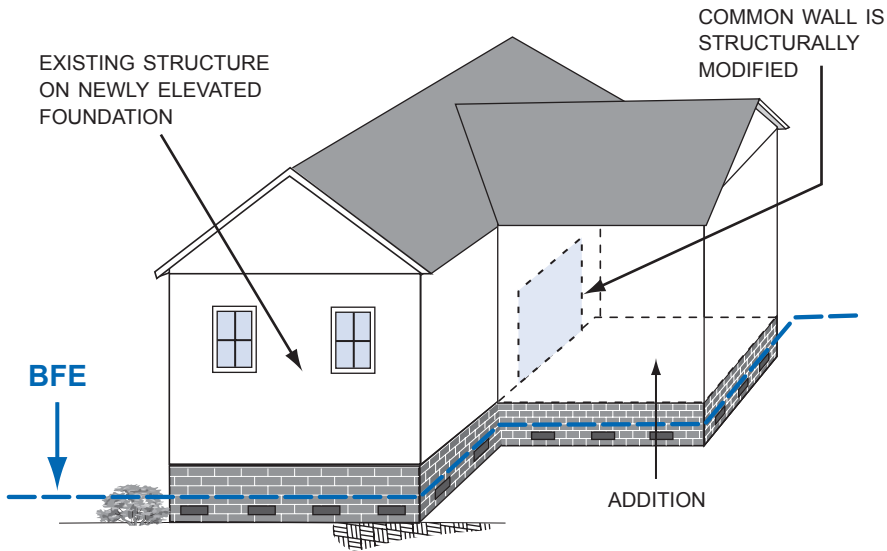 EXISTING STRUCTURE
ON NEWLY ELEVATED
FOUNDATION
COMMON WALL IS
STRUCTURALLY
MODIFIED
BFE
ADDITION